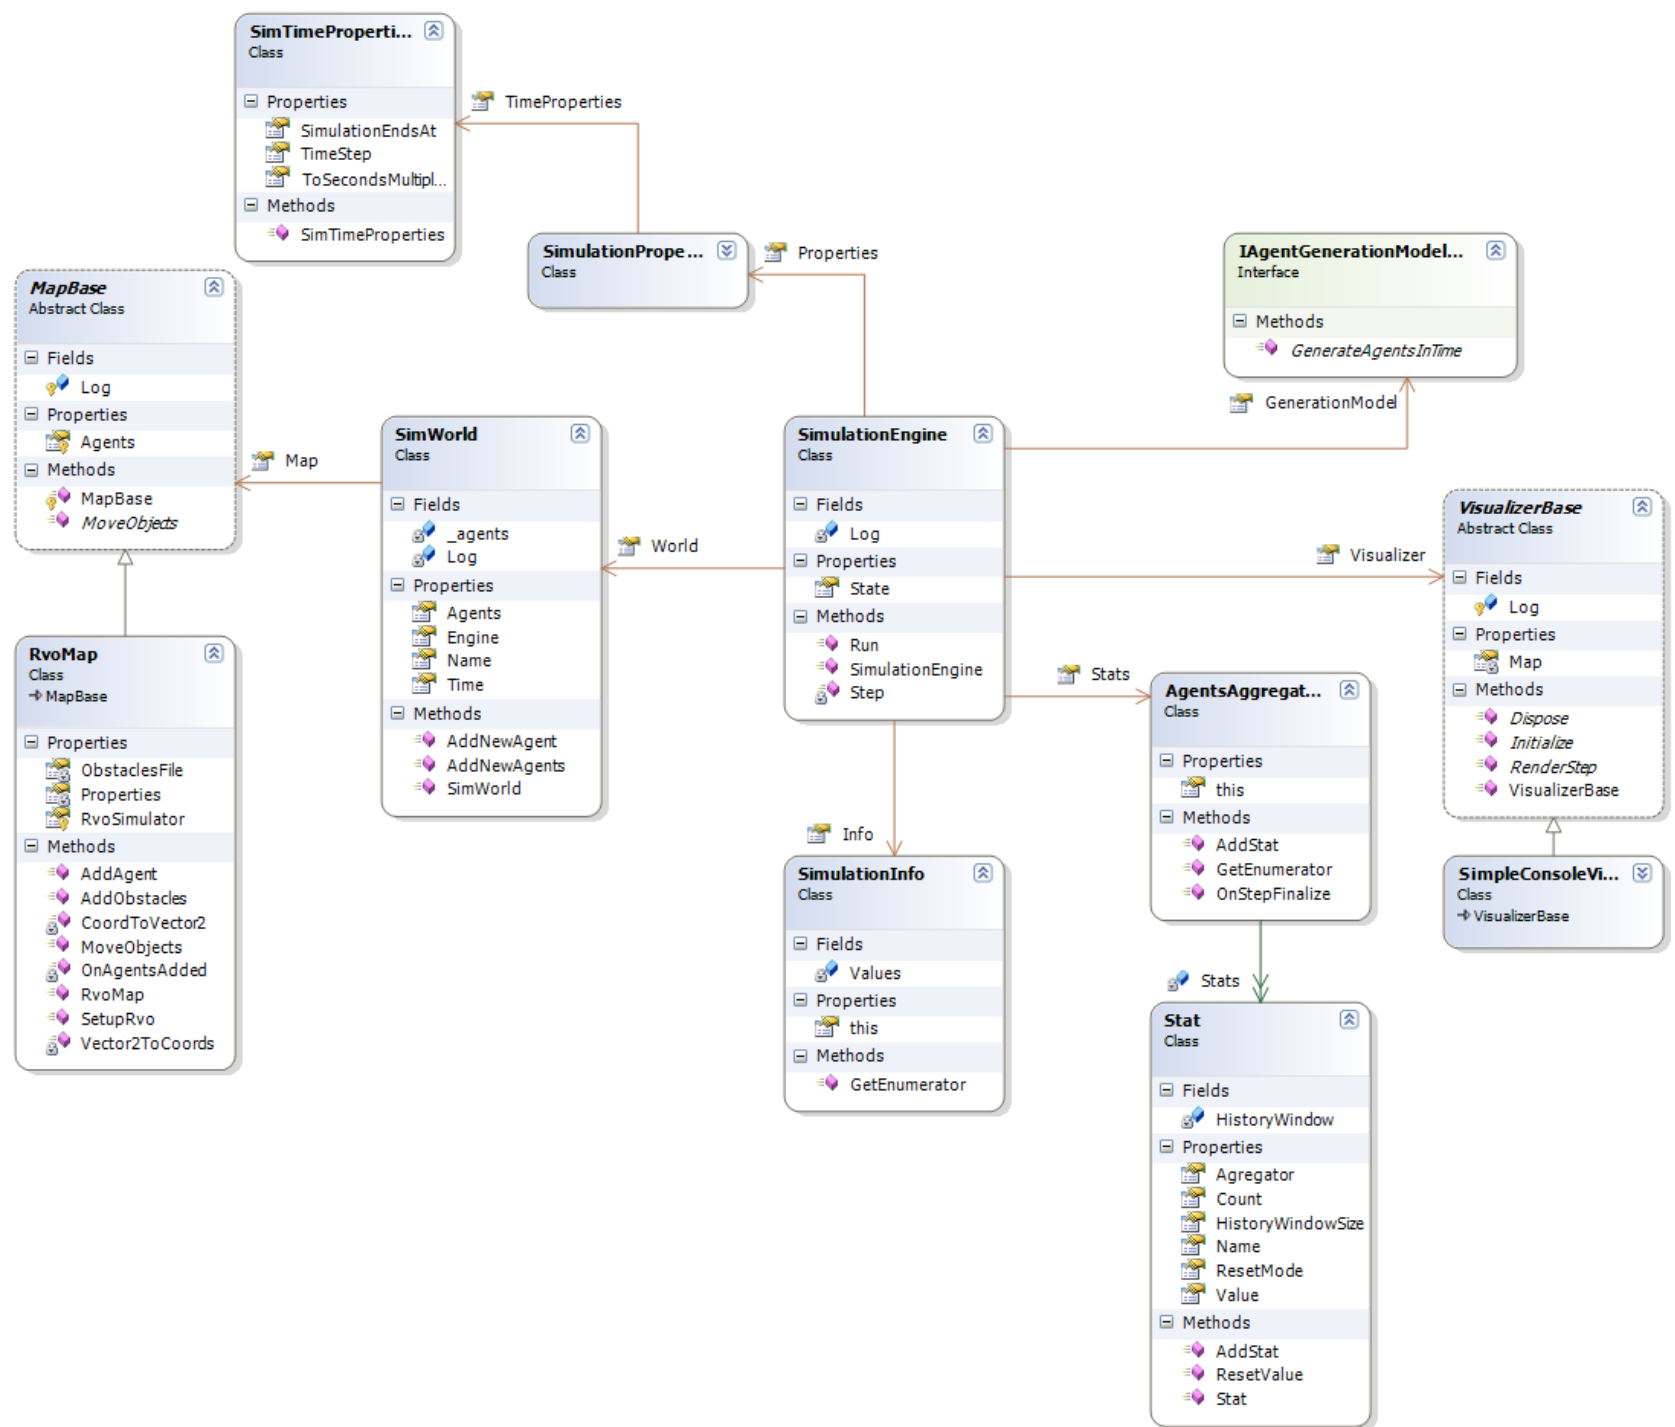 SimTimeProperti...
Class
Properties
SimulationEndsAt
TimeStep
ToSecondsMultipl...
Methods
SimTimeProperties
TimeProperties
SimulationPrope...
Class
Properties
IAgentGenerationModel...
Interface
Methods
GenerateAgentsInTime
GenerationModel
MapBase
Abstract Class
Fields
Log
Properties
Agents
Methods
MapBase
MoveObjects
Map
SimWorld
Class
Fields
_agents
Log
Properties
Agents
Engine
Name
Time
Methods
AddNewAgent
AddNewAgents
SimWorld
World
SimulationEngine
Class
Fields
Log
Properties
State
Methods
Run
SimulationEngine
Step
Visualizer
VisualizerBase
Abstract Class
Fields
Log
Properties
Map
Methods
Dispose
Initialize
RenderStep
VisualizerBase
RvoMap
Class
MapBase
Properties
ObstaclesFile
Properties
RvoSimulator
Methods
AddAgent
AddObstacles
CoordToVector2
MoveObjects
OnAgentsAdded
RvoMap
SetupRvo
Vector2ToCoords
Stats
AgentsAggregat...
Class
Properties
this
Methods
AddStat
GetEnumerator
OnStepFinalize
Info
SimulationInfo
Class
Fields
Values
Properties
this
Methods
GetEnumerator
SimpleConsoleVi...
Class
VisualizerBase
Stats
Stat
Class
Fields
HistoryWindow
Properties
Agregator
Count
HistoryWindowSize
Name
ResetMode
Value
Methods
AddStat
ResetValue
Stat